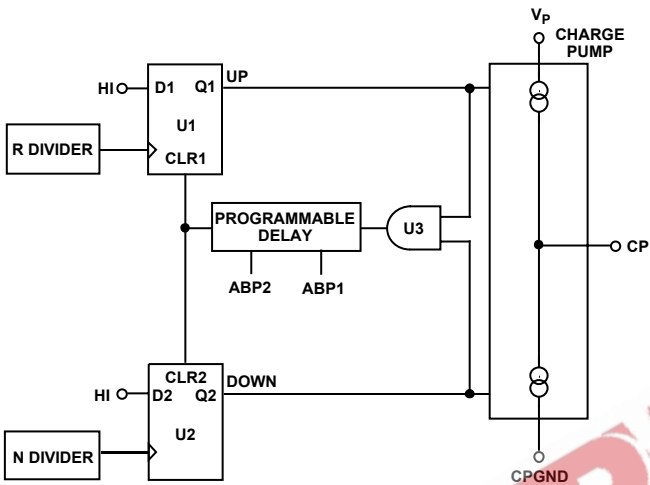 VP
CHARGE
PUMP
HI
D1
Q1
UP
U1
R DIVIDER
CLR1
PROGRAMMABLE
DELAY
U3
ABP2
ABP1
CP
CLR2
DOWN
HI
D2
Q2
U2
N DIVIDER
CPGND